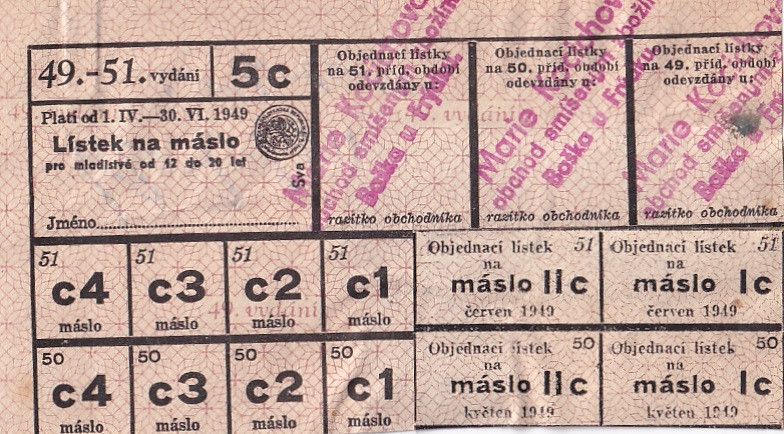 49.-51. vydání
5c
Platí od 1. IV.—30. VI. 1949
Lístek na máslo
pro mladistvé od 12 do 20 let
Sva
Jméno
Objednací lístky
na 51. příd. období
odevzdány u:
razítko obchodníka
Objednací lístky
na 50. příd. období
odevzdány u:
razítko obchodníka
Objednací lístky
na 49. příd. období
odevzdány u:
razítko obchodníka
Marie
obchod smíšeným
Baška u
51
c4
máslo
51
c3
máslo
51
c2
máslo
51
c1
máslo
Objednací lístek 51
na
máslo IIc
červen 1949
Objednací lístek 51
na
máslo Ic
červen 1949
50
c4
máslo
50
c3
máslo
50
c2
máslo
50
c1
máslo
Objednací lístek 50
na
máslo IIc
květen 1949
Objednací lístek 50
na
máslo Ic
květen 1949
49. vydání